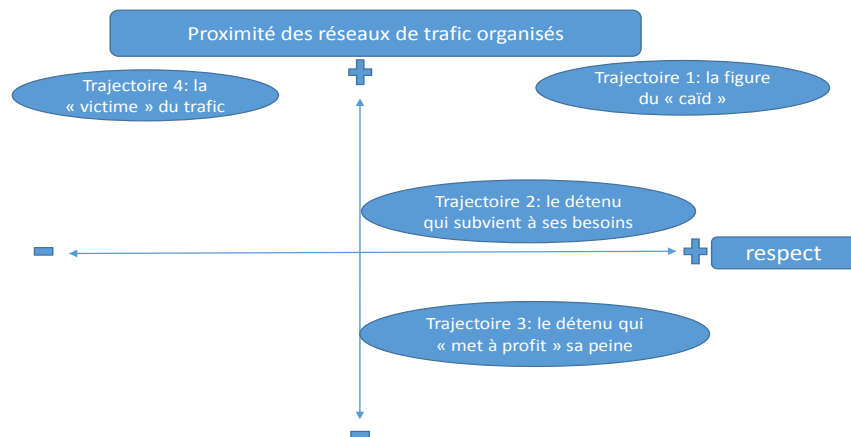 Proximité des réseaux de trafic organisés
Trajectoire 4: la
« victime » du trafic
Trajectoire 1: la figure
du « caïd »
Trajectoire 2: le détenu
qui subvient à ses besoins
respect
Trajectoire 3: le détenu qui
« met à profit » sa peine